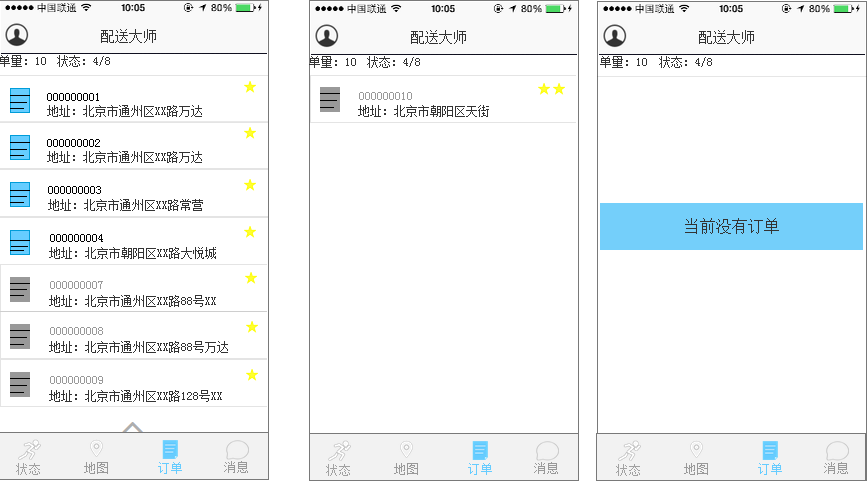 中国联通 10:05 80%
配送大师
单量：10 状态：4/8
000000001
地址：北京市通州区XX路万达
000000002
地址：北京市通州区XX路万达
000000003
地址：北京市通州区XX路常营
000000004
地址：北京市朝阳区XX路大悦城
000000007
地址：北京市通州区XX路88号XX
000000008
地址：北京市通州区XX路88号万达
000000009
地址：北京市通州区XX路128号XX
状态 地图 订单 消息
中国联通 10:05 80%
配送大师
单量：10 状态：4/8
000000010
地址：北京市朝阳区天街
状态 地图 订单 消息
中国联通 10:05 80%
配送大师
单量：10 状态：4/8
当前没有订单
状态 地图 订单 消息